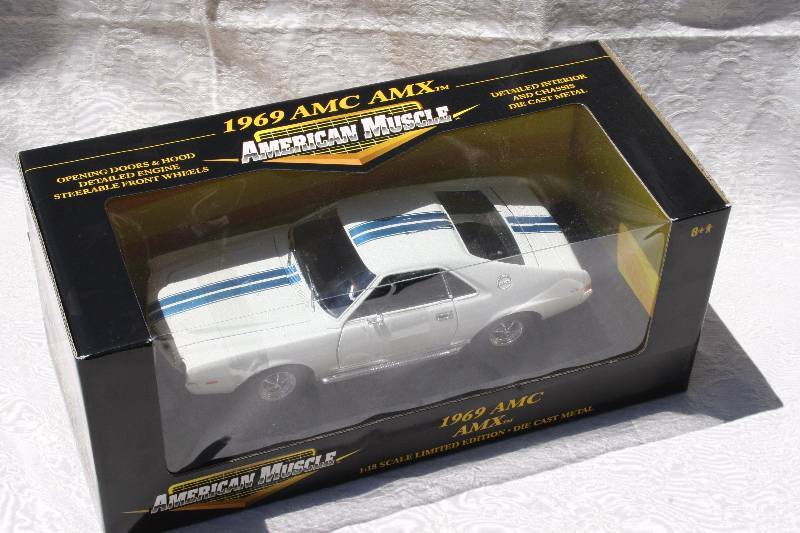 1969 AMC AMX™
AMERICAN MUSCLE
OPENING DOORS & HOOD
DETAILED ENGINE
STEERABLE FRONT WHEELS
DETAILED INTERIOR
AND CHASSIS
DIE CAST METAL
8+
1969 AMC
AMX™
1:18 SCALE LIMITED EDITION • DIE CAST METAL
AMERICAN MUSCLE